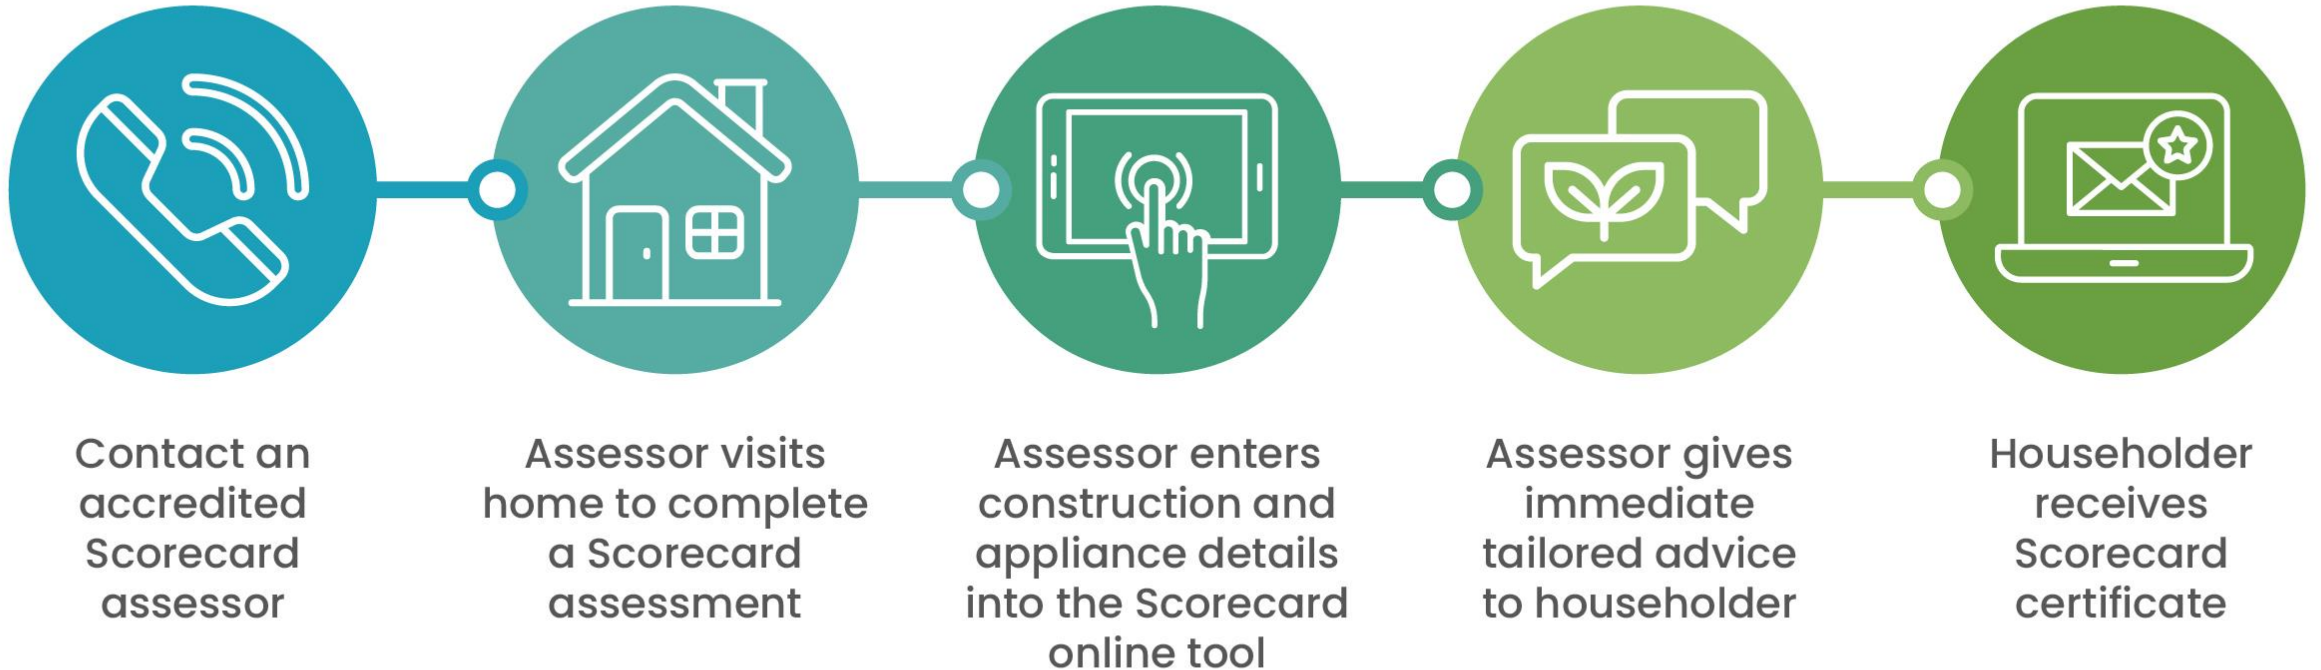 Contact an
accredited
Scorecard
assessor
Assessor visits
home to complete
a Scorecard
assessment
Assessor enters
construction and
appliance details
into the Scorecard
online tool
Assessor gives
immediate
tailored advice
to householder
Householder
receives
Scorecard
certificate